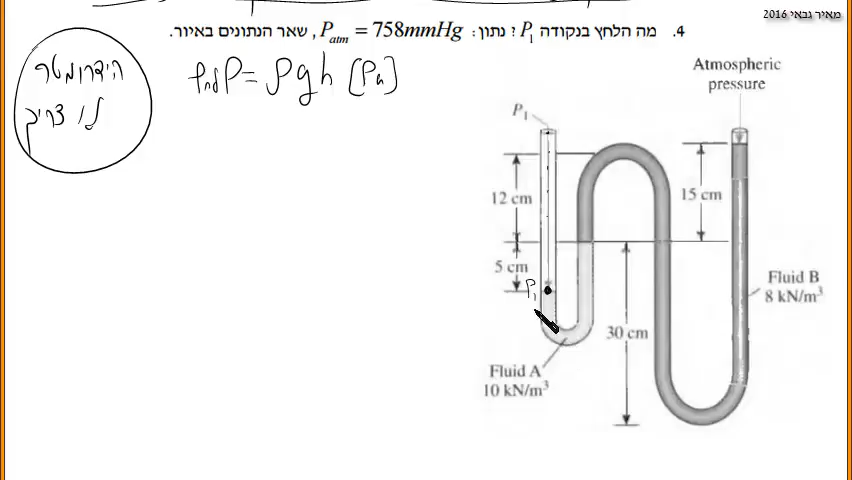 מאיר גבאי 2016
4. מה הלחץ בנקודה P₁? נתון: P_atm = 758mmHg, שאר הנתונים באיור.
הידרומטר
לא צריך
P = ρgh [Pa]
Atmospheric
pressure
P₁
12 cm
15 cm
5 cm
P₁
Fluid B
8 kN/m³
30 cm
Fluid A
10 kN/m³